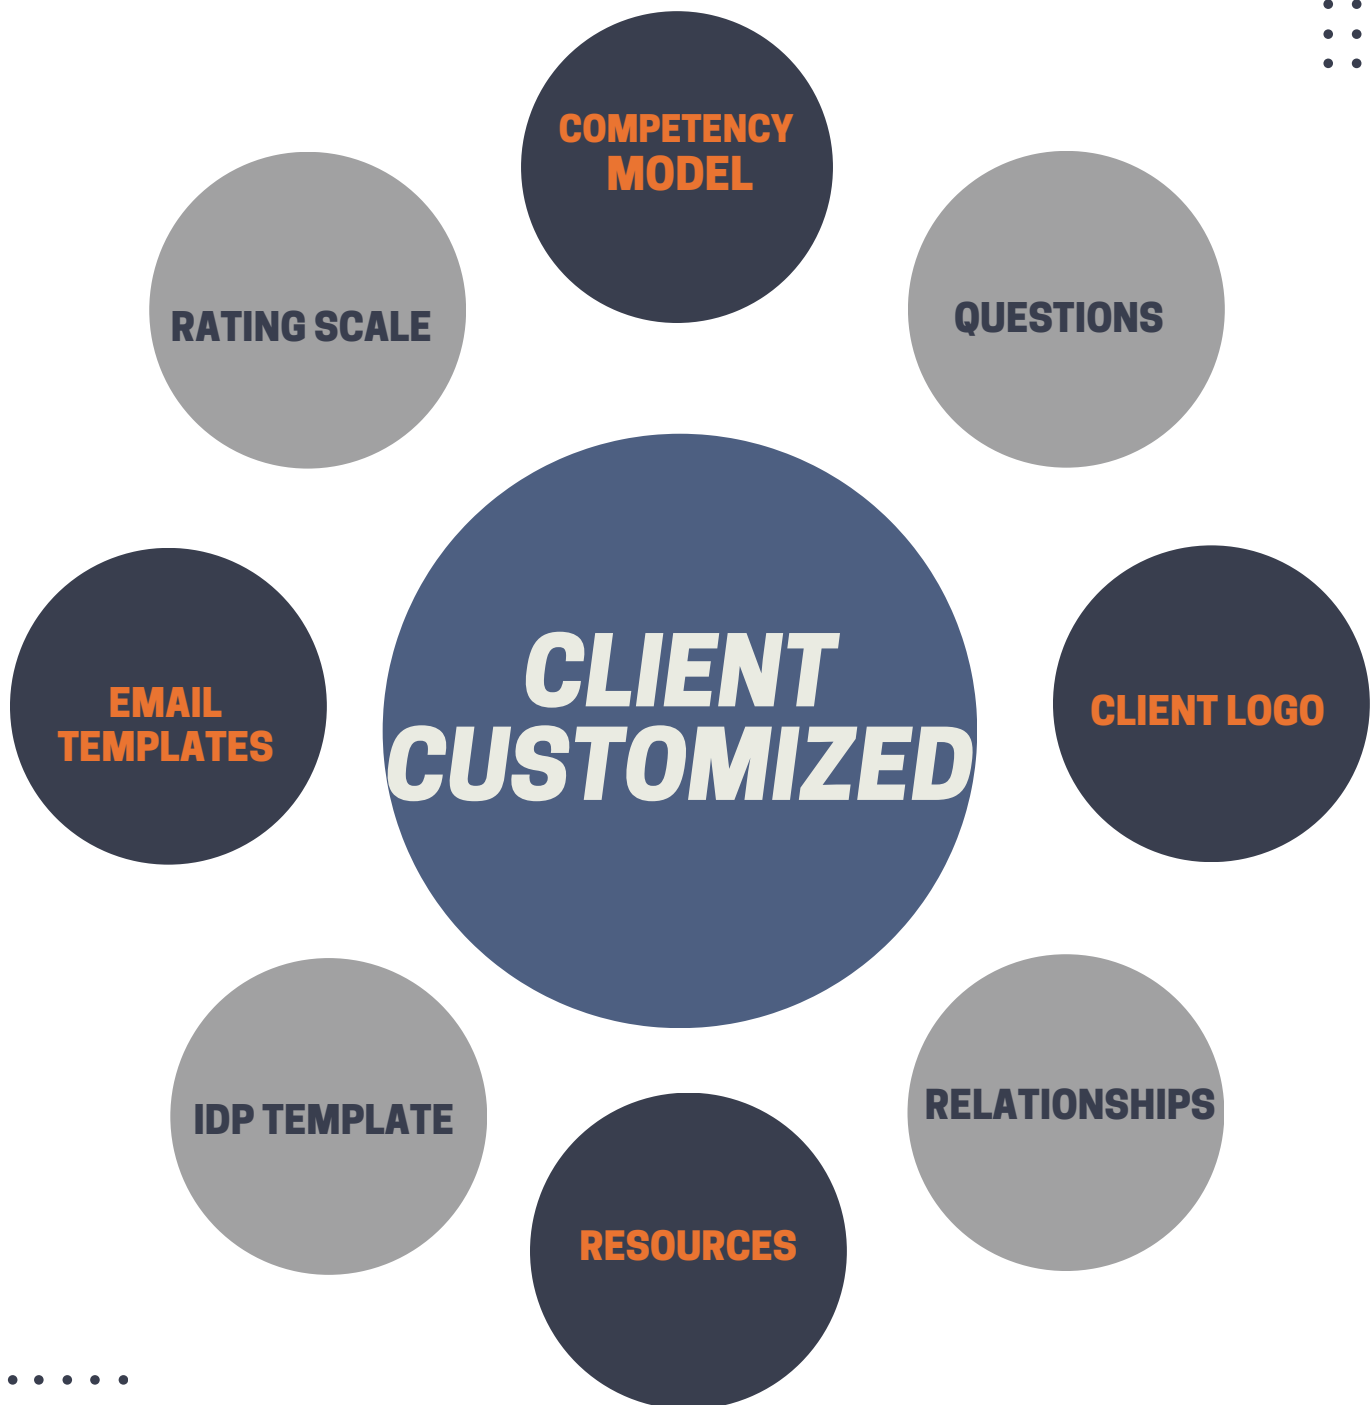 COMPETENCY
MODEL
RATING SCALE
QUESTIONS
CLIENT
CUSTOMIZED
EMAIL
TEMPLATES
CLIENT LOGO
IDP TEMPLATE
RELATIONSHIPS
RESOURCES